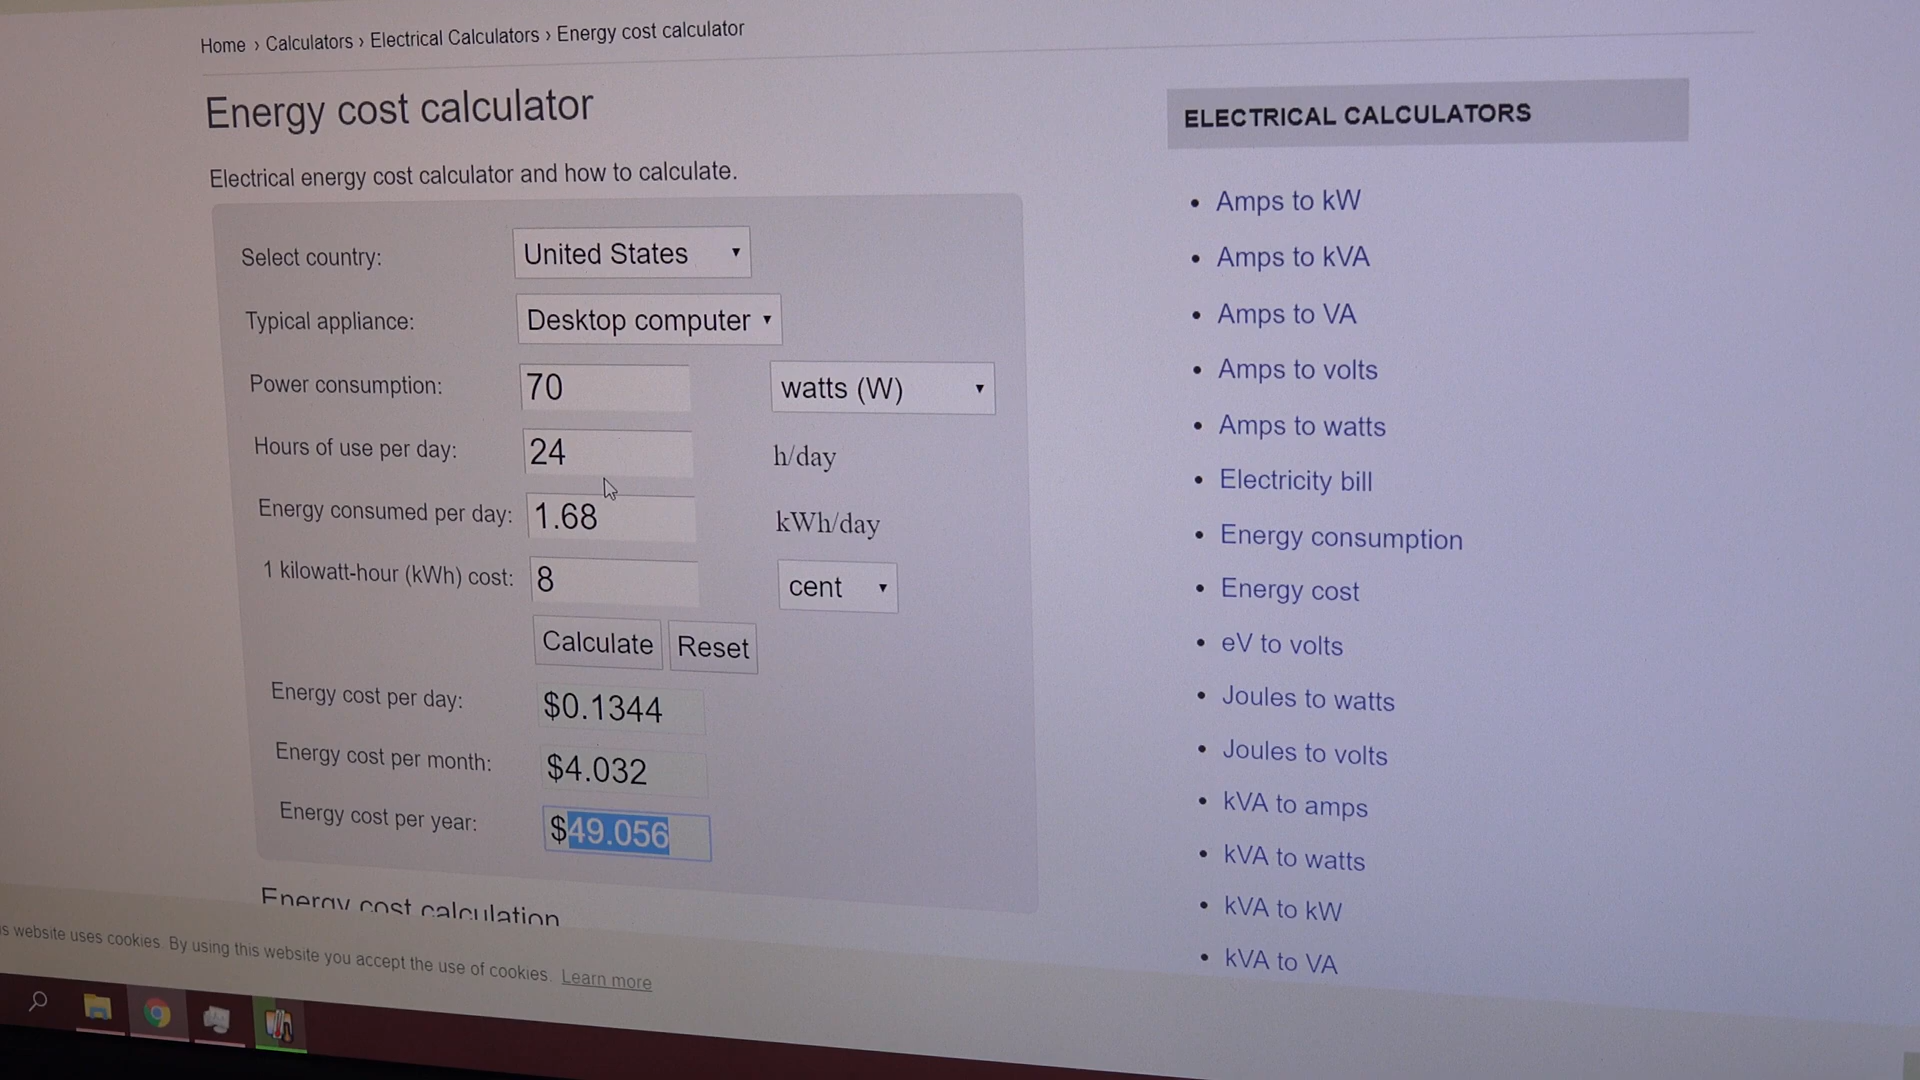 Home › Calculators › Electrical Calculators › Energy cost calculator
Energy cost calculator
Electrical energy cost calculator and how to calculate.
Select country: United States
Typical appliance: Desktop computer
Power consumption: 70 watts (W)
Hours of use per day: 24 h/day
Energy consumed per day: 1.68 kWh/day
1 kilowatt-hour (kWh) cost: 8 cent
Calculate Reset
Energy cost per day: $0.1344
Energy cost per month: $4.032
Energy cost per year: $49.056
Energy cost calculation
s website uses cookies. By using this website you accept the use of cookies. Learn more
ELECTRICAL CALCULATORS
Amps to kW
Amps to kVA
Amps to VA
Amps to volts
Amps to watts
Electricity bill
Energy consumption
Energy cost
eV to volts
Joules to watts
Joules to volts
kVA to amps
kVA to watts
kVA to kW
kVA to VA